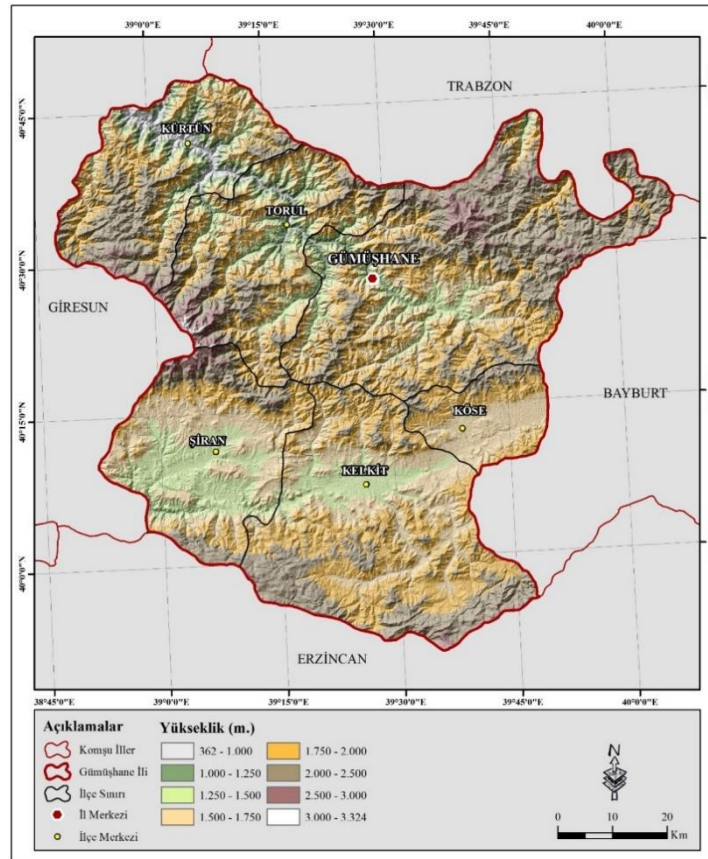 39°0'0"E 39°15'0"E 39°30'0"E 39°45'0"E 40°0'0"E
TRABZON
40°45'0"N
KÜRTÜN
TORUL
GÜMÜŞHANE
40°30'0"N
GİRESUN
BAYBURT
40°15'0"N
KÖSE
ŞİRAN
KELKİT
40°0'0"N
ERZİNCAN
38°45'0"E 39°0'0"E 39°15'0"E 39°30'0"E 39°45'0"E 40°0'0"E
Açıklamalar
Komşu İller
Gümüşhane İli
İlçe Sınırı
İl Merkezi
İlçe Merkezi
Yükseklik (m.)
362 - 1.000
1.000 - 1.250
1.250 - 1.500
1.500 - 1.750
1.750 - 2.000
2.000 - 2.500
2.500 - 3.000
3.000 - 3.324
N
0 5 10 20
Km